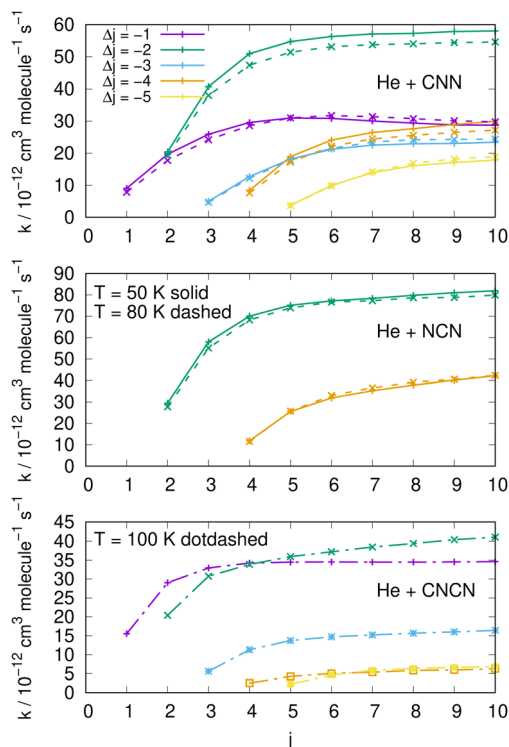 k / 10⁻¹² cm³ molecule⁻¹ s⁻¹
60
50
40
30
20
10
0
Δj = −1
Δj = −2
Δj = −3
Δj = −4
Δj = −5
He + CNN
0 1 2 3 4 5 6 7 8 9 10
k / 10⁻¹² cm³ molecule⁻¹ s⁻¹
90
80
70
60
50
40
30
20
10
0
T = 50 K solid
T = 80 K dashed
He + NCN
0 1 2 3 4 5 6 7 8 9 10
k / 10⁻¹² cm³ molecule⁻¹ s⁻¹
45
40
35
30
25
20
15
10
5
0
T = 100 K dotdashed
He + CNCN
0 1 2 3 4 5 6 7 8 9 10
j